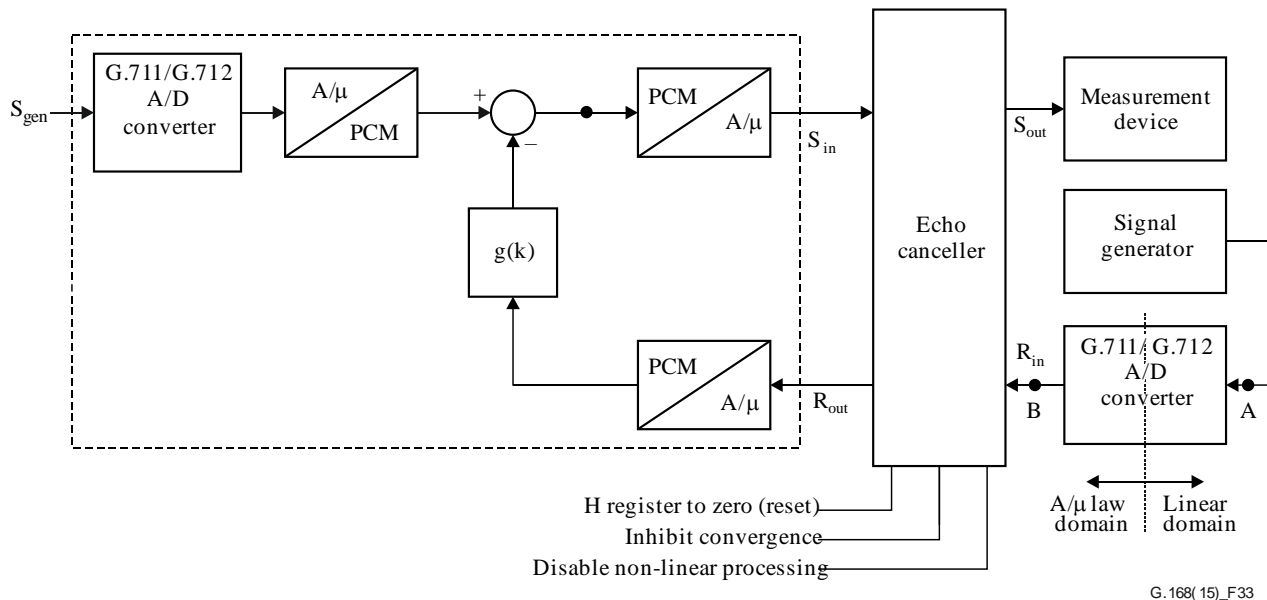 G.711/G.712
A/D
converter
S_gen
A/μ
PCM
+
−
PCM
A/μ
S_in
g(k)
PCM
A/μ
R_out
Echo
canceller
S_out
Measurement
device
Signal
generator
G.711/ G.712
A/D
converter
R_in
B
A
A/μ law
domain
Linear
domain
H register to zero (reset)
Inhibit convergence
Disable non-linear processing
G.168(15)_F33